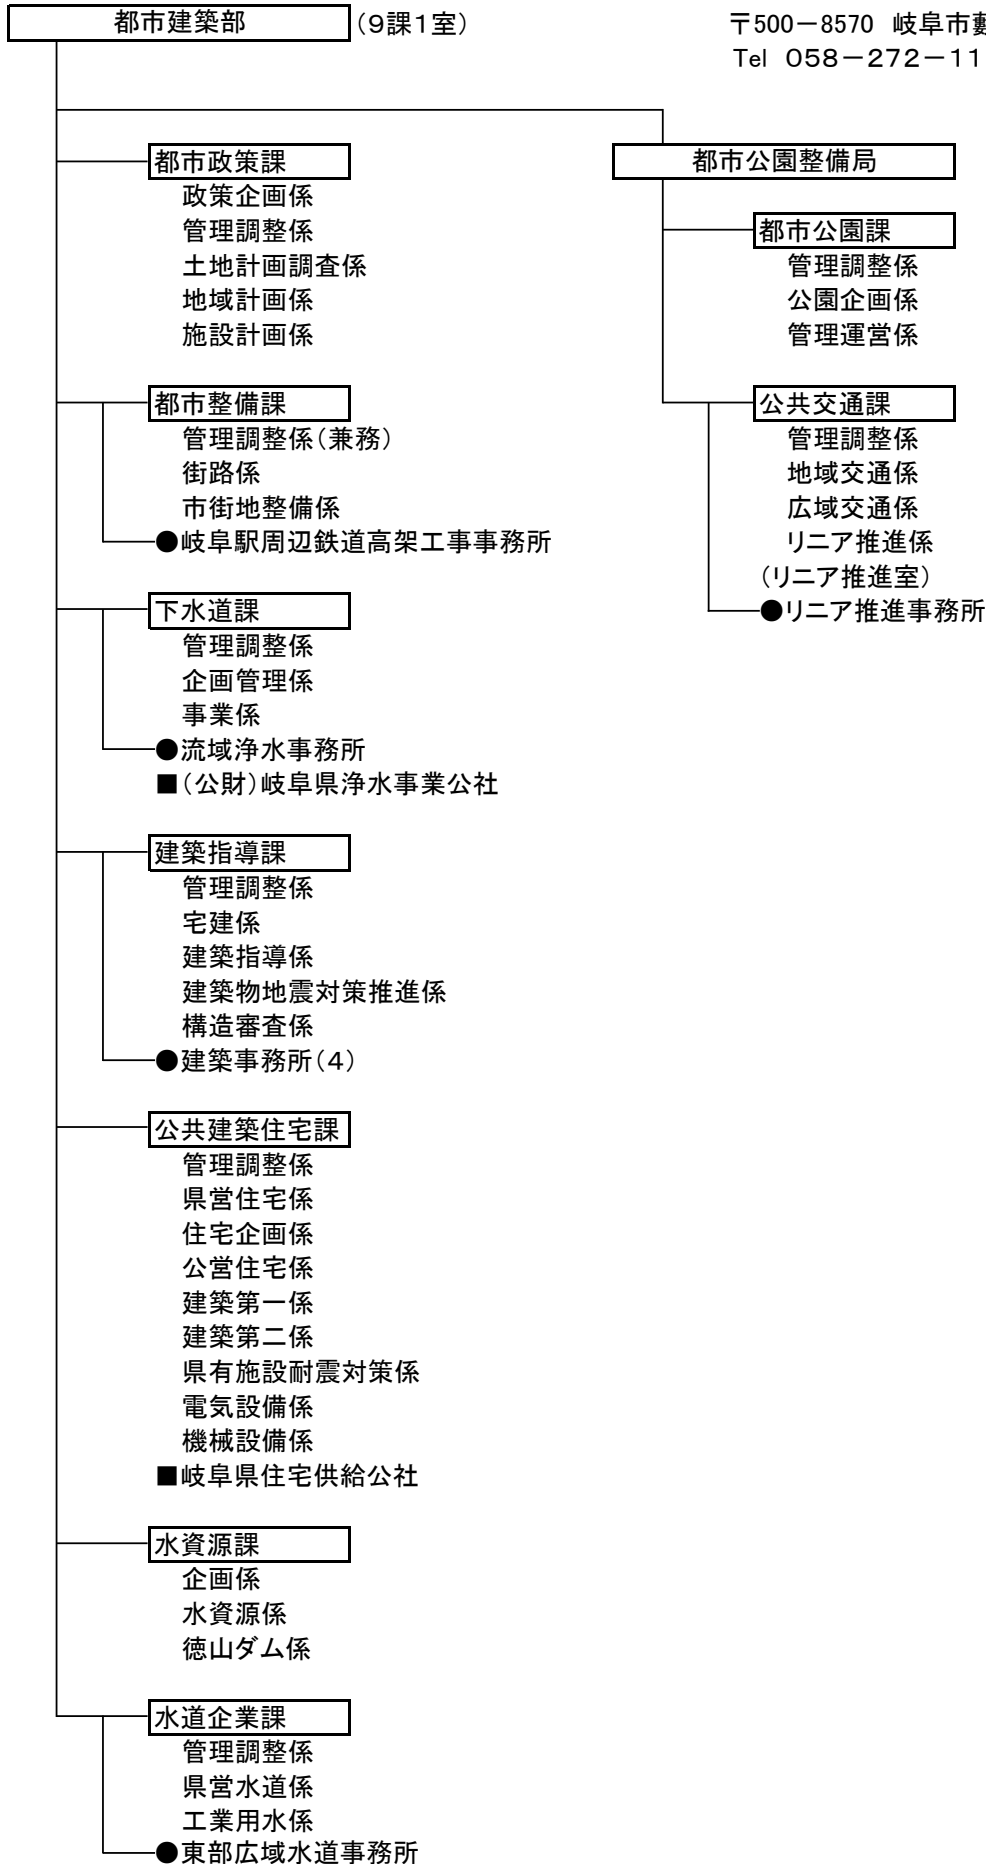 都市建築部
(9課1室)
〒500－8570 岐阜市
Tel 058－272－11
都市政策課
政策企画係
管理調整係
土地計画調査係
地域計画係
施設計画係
都市整備課
管理調整係(兼務)
街路係
市街地整備係
●岐阜駅周辺鉄道高架工事事務所
下水道課
管理調整係
企画管理係
事業係
●流域浄水事務所
■(公財)岐阜県浄水事業公社
建築指導課
管理調整係
宅建係
建築指導係
建築物地震対策推進係
構造審査係
●建築事務所(4)
公共建築住宅課
管理調整係
県営住宅係
住宅企画係
公営住宅係
建築第一係
建築第二係
県有施設耐震対策係
電気設備係
機械設備係
■岐阜県住宅供給公社
水資源課
企画係
水資源係
徳山ダム係
水道企業課
管理調整係
県営水道係
工業用水係
●東部広域水道事務所
都市公園整備局
都市公園課
管理調整係
公園企画係
管理運営係
公共交通課
管理調整係
地域交通係
広域交通係
リニア推進係
(リニア推進室)
●リニア推進事務所